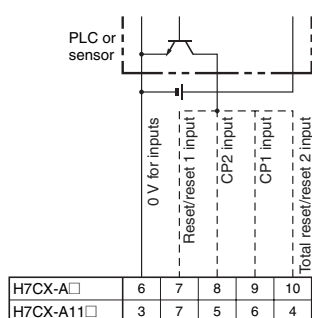 PLC or
sensor
0 V for inputs
Reset/reset 1 input
CP2 input
CP1 input
Total reset/reset 2 input
H7CX-A□ 6 7 8 9 10
H7CX-A11□ 3 7 5 6 4